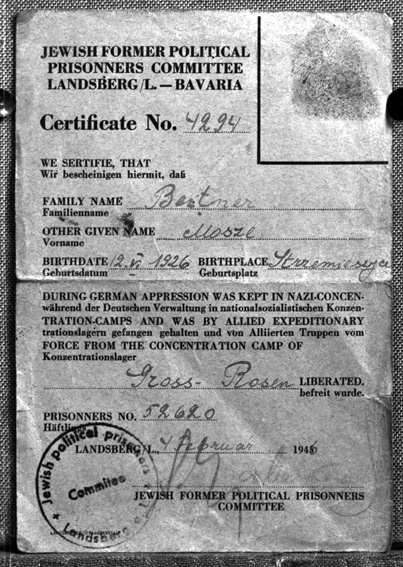 JEWISH FORMER POLITICAL
PRISONNERS COMMITTEE
LANDSBERG/L. — BAVARIA
Certificate No. 4294
WE SERTIFIE, THAT
Wir bescheinigen hiermit, daß
FAMILY NAME
Familienname
OTHER GIVEN NAME Mosze
Vorname
BIRTHDATE 12. VI 1926 BIRTHPLACE
Geburtsdatum Geburtsplatz
DURING GERMAN APPRESSION WAS KEPT IN NAZI-CONCEN-
während der Deutschen Verwaltung in nationalsozialistischen Konzen-
TRATION-CAMPS AND WAS BY ALLIED EXPEDITIONARY
trationslagern gefangen gehalten und von Alliierten Truppen vom
FORCE FROM THE CONCENTRATION CAMP OF
Konzentrationslager
Gross-Rosen LIBERATED.
befreit wurde.
PRISONNERS NO. 52620
LANDSBERG/L., 4 Februar
JEWISH FORMER POLITICAL PRISONNERS
COMMITTEE
Jewish political prisoners
Commitee
Landsberg